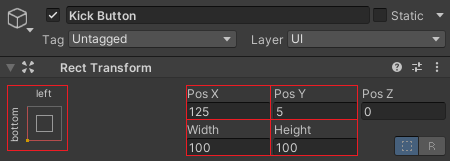 Kick Button
Static
Tag Untagged Layer UI
Rect Transform
left
Pos X Pos Y Pos Z
bottom
125 5 0
Width Height
100 100
R